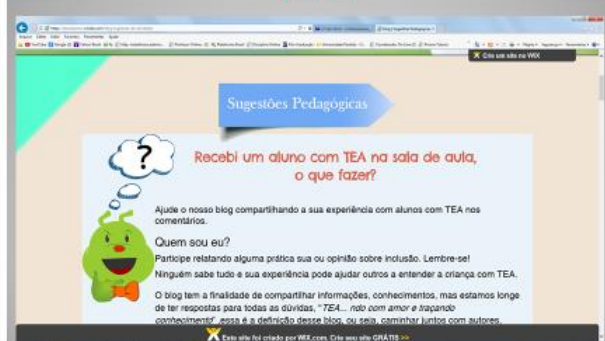 Crie um site no WIX
Sugestões Pedagógicas
?
Recebi um aluno com TEA na sala de aula,
o que fazer?
Ajude o nosso blog compartilhando a sua experiência com alunos com TEA nos
comentários.
Quem sou eu?
Participe relatando alguma prática sua ou opinião sobre inclusão. Lembre-se!
Ninguém sabe tudo e sua experiência pode ajudar outros a entender a criança com TEA.
O blog tem a finalidade de compartilhar informações, conhecimentos, mas estamos longe
de ter respostas para todas as dúvidas, "TEA... ndo com amor e traçando
conhecimento" ,essa é a definição desse blog, ou seja, caminhar juntos com autores,
Este site foi criado por WIX.com. Crie seu site GRÁTIS >>